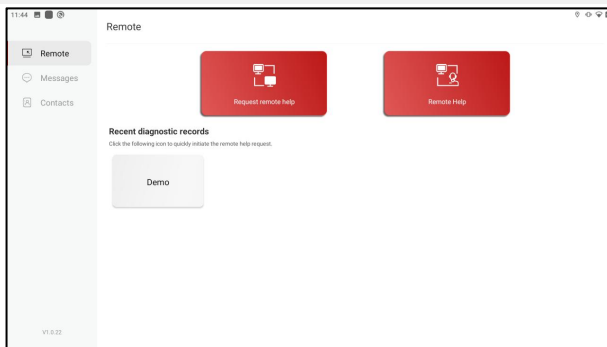 11:44
Remote
Remote
Messages
Contacts
Request remote help
Remote Help
Recent diagnostic records
Click the following icon to quickly initiate the remote help request.
Demo
V1.0.22